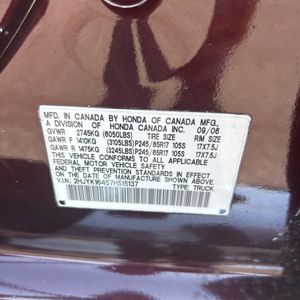 MFD. IN CANADA BY HONDA OF CANADA MFG.
A DIVISION OF HONDA CANADA INC. 09/06
GVWR 2745KG (6050LBS) TIRE SIZE RIM SIZE
GAWR F 1410KG (3105LBS) P245/65R17 105S 17X7.5J
GAWR R 1475KG (3245LBS) P245/65R17 105S 17X7.5J
THIS VEHICLE CONFORMS TO ALL APPLICABLE
FEDERAL MOTOR VEHICLE SAFETY
AND THEFT PREVENTION STANDARDS IN EFFECT ON
THE DATE OF MANUFACTURE SHOWN ABOVE.
V.I.N.: 2HJYK16457H515137
TYPE: TRUCK